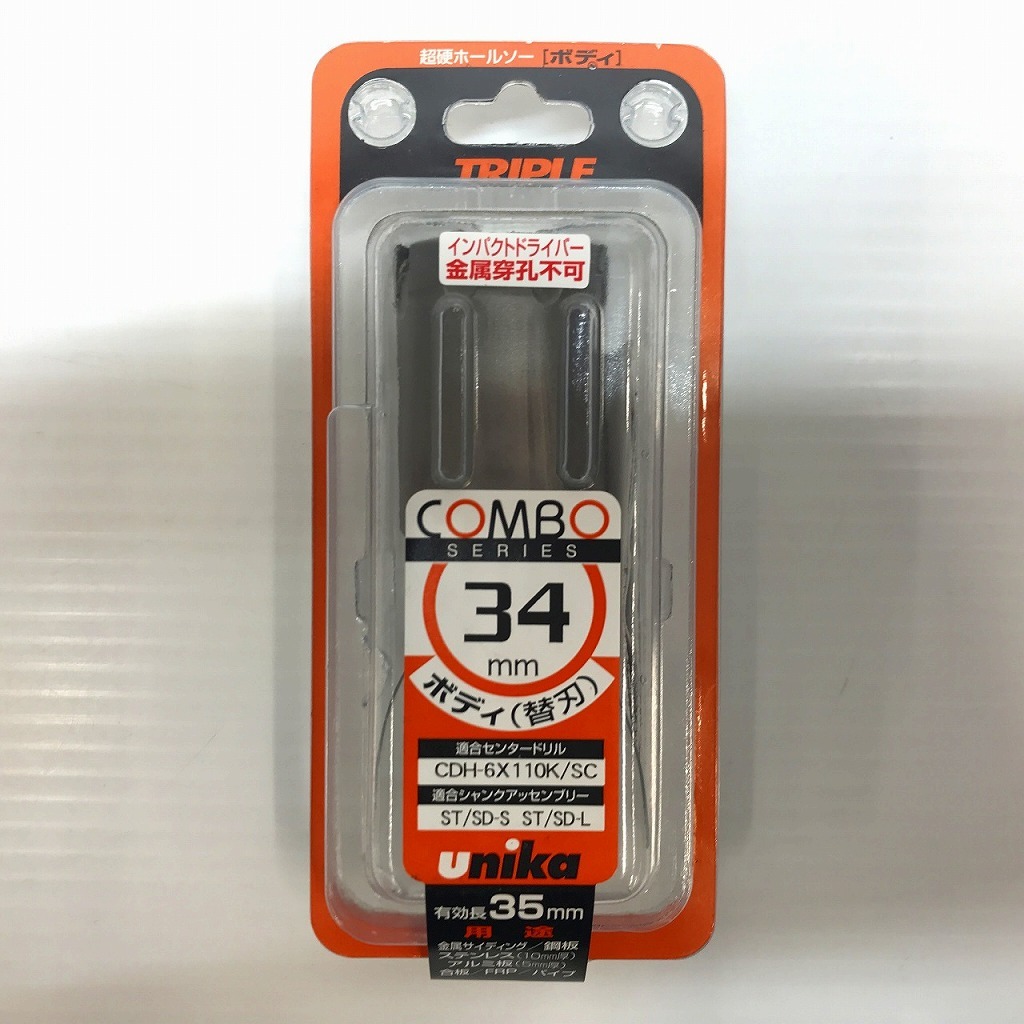 超硬ホールソー[ボディ]
TRIPLE
インパクトドライバー
金属穿孔不可
COMBO
SERIES
34
mm
ボディ(替刃)
適合センタードリル
CDH-6X110K/SC
適合シャンクアッセンブリー
ST/SD-S ST/SD-L
unika
有効長35mm
用途
金属サイディング/鋼板
ステンレス(10mm厚)
アルミ板(5mm厚)
合板/FRP/パイプ